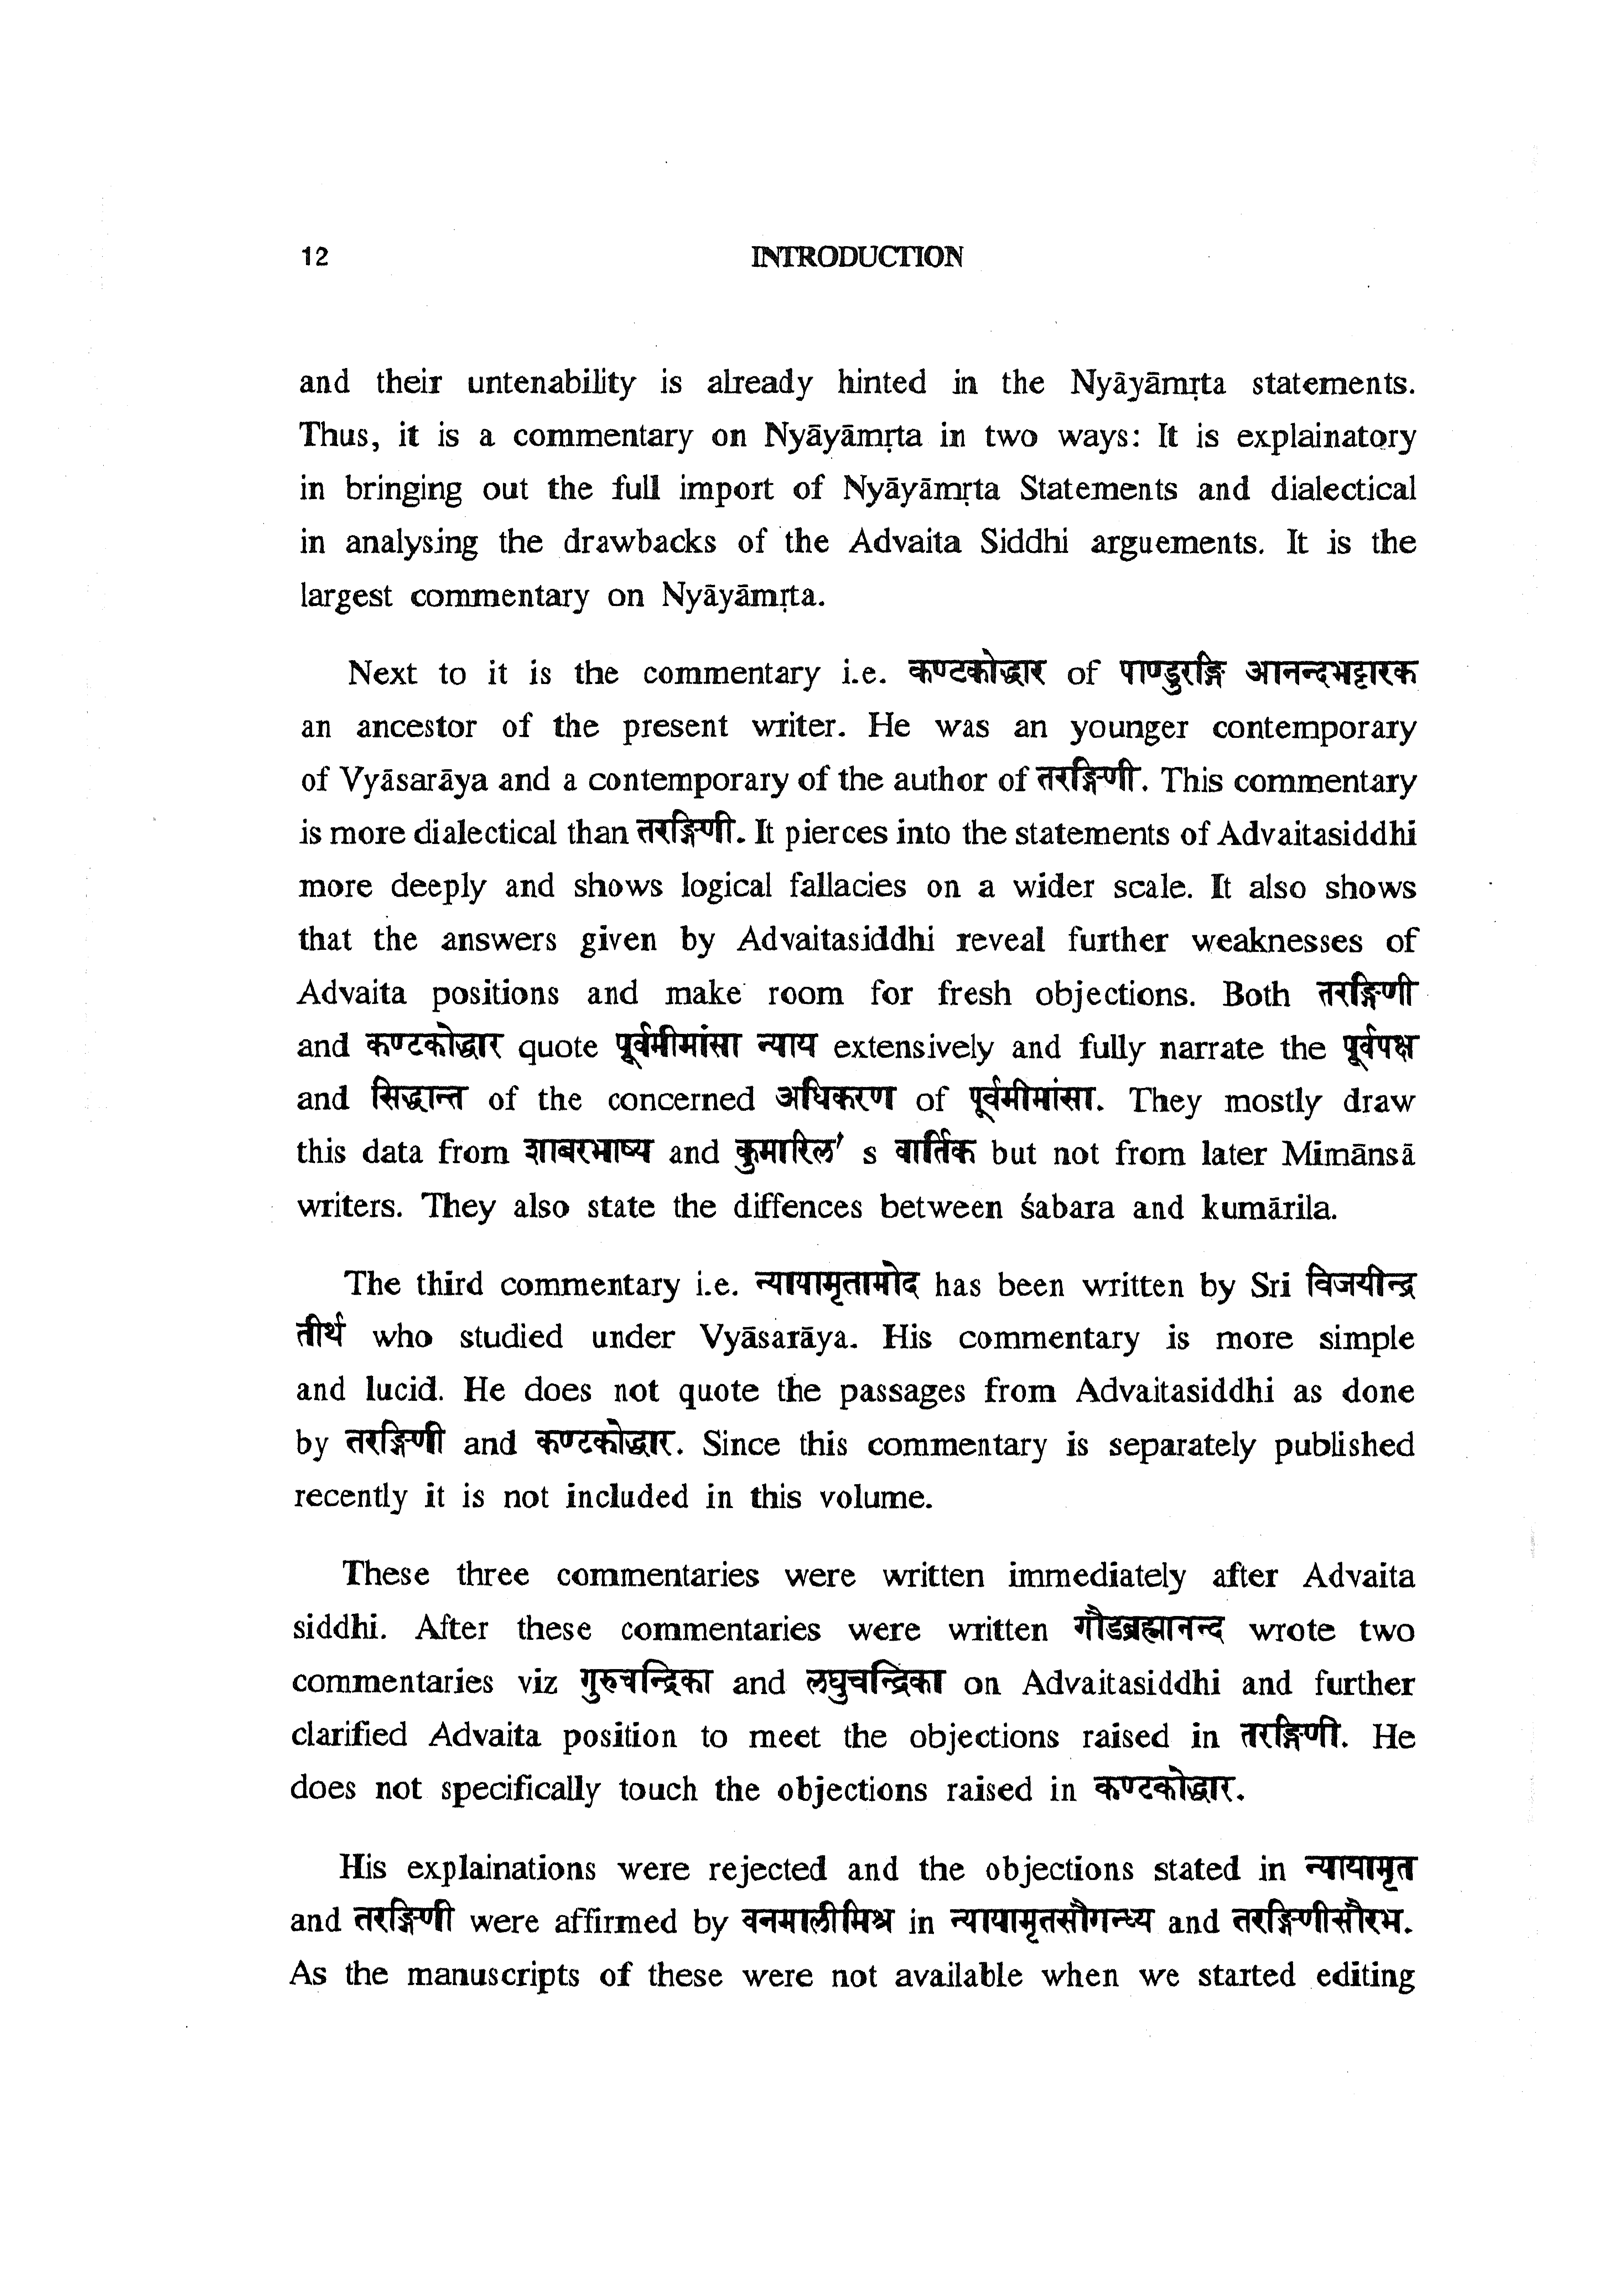 12 INTRODUCTION
and their untenability is already hinted in the Nyāyāmṛta statements.
Thus, it is a commentary on Nyāyāmṛta in two ways: It is explainatory
in bringing out the full import of Nyāyāmṛta Statements and dialectical
in analysing the drawbacks of the Advaita Siddhi arguements. It is the
largest commentary on Nyāyāmṛta.
Next to it is the commentary i.e. कण्टकोद्धार of पाण्डुरङ्गि आनन्दभट्टारक
an ancestor of the present writer. He was an younger contemporary
of Vyāsarāya and a contemporary of the author of तरङ्गिणी. This commentary
is more dialectical than तरङ्गिणी. It pierces into the statements of Advaitasiddhi
more deeply and shows logical fallacies on a wider scale. It also shows
that the answers given by Advaitasiddhi reveal further weaknesses of
Advaita positions and make room for fresh objections. Both तरङ्गिणी
and कण्टकोद्धार quote पूर्वमीमांसा न्याय extensively and fully narrate the पूर्वपक्ष
and सिद्धान्त of the concerned अधिकरण of पूर्वमीमांसा. They mostly draw
this data from शाबरभाष्य and कुमारिल' s वार्तिक but not from later Mimānsā
writers. They also state the diffences between śabara and kumārila.
The third commentary i.e. न्यायामृतामोद has been written by Sri विजयीन्द्र
तीर्थ who studied under Vyāsarāya. His commentary is more simple
and lucid. He does not quote the passages from Advaitasiddhi as done
by तरङ्गिणी and कण्टकोद्धार. Since this commentary is separately published
recently it is not included in this volume.
These three commentaries were written immediately after Advaita
siddhi. After these commentaries were written गौडब्रह्मानन्द wrote two
commentaries viz गुरुचन्द्रिका and लघुचन्द्रिका on Advaitasiddhi and further
clarified Advaita position to meet the objections raised in तरङ्गिणी. He
does not specifically touch the objections raised in कण्टकोद्धार.
His explainations were rejected and the objections stated in न्यायामृत
and तरङ्गिणी were affirmed by वनमालीमिश्र in न्यायामृतसौगन्ध्य and तरङ्गिणीसौरभ.
As the manuscripts of these were not available when we started editing